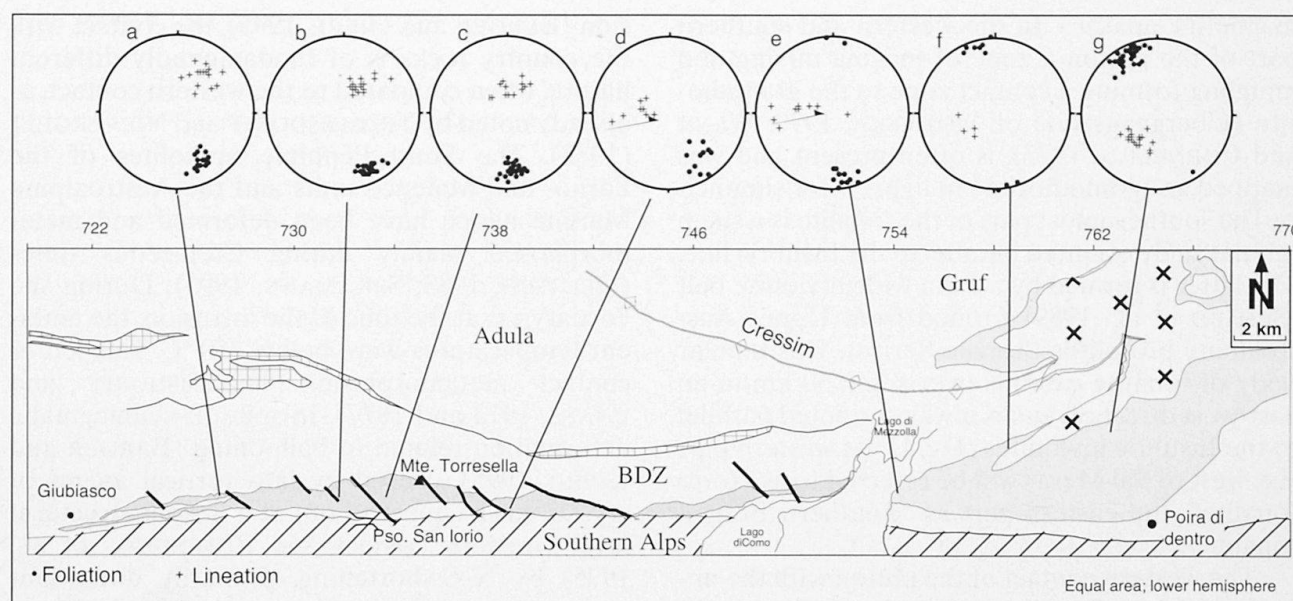 a b c d e f g
722 730 738 746 754 762 770
Gruf
N
2 km
Adula
Cressim
Lago di
Mezzolla
BDZ
Mte. Torresella
Giubiasco
Pso. San Iorio
Southern Alps
Lago
diComo
Poira di
dentro
Foliation
Lineation
Equal area; lower hemisphere